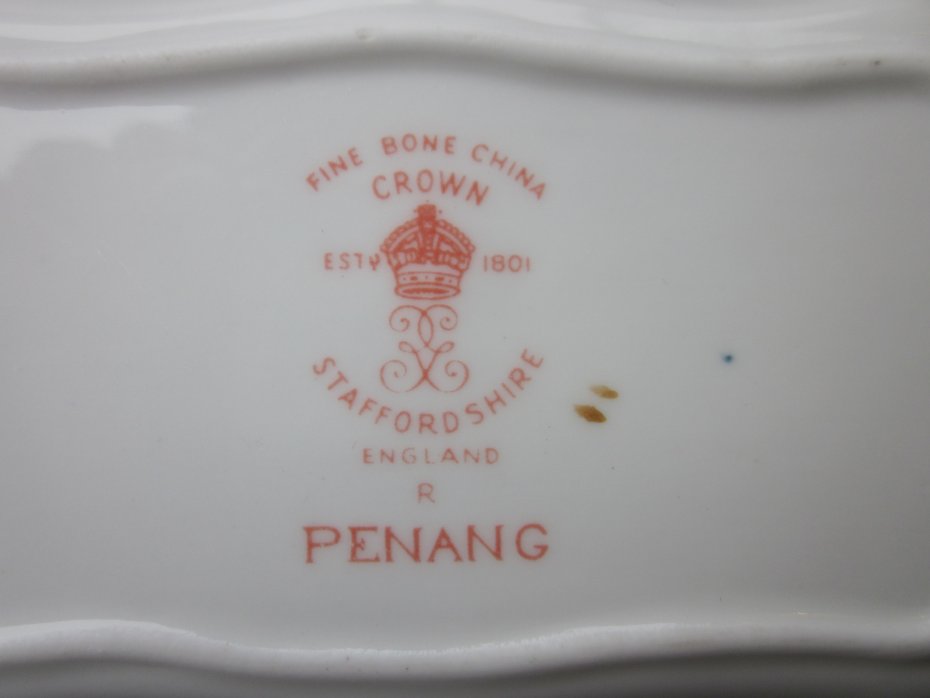 FINE BONE CHINA
CROWN
ESTD 1801
STAFFORDSHIRE
ENGLAND
R
PENANG